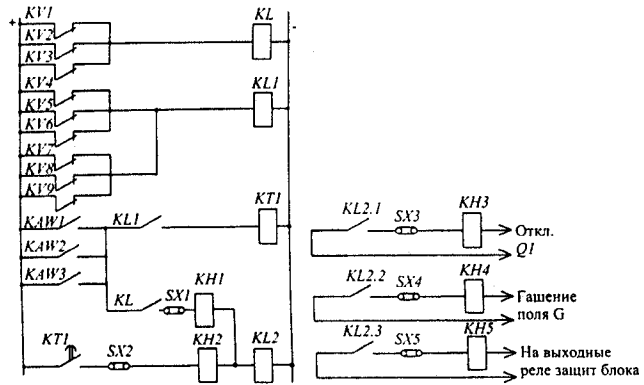 +
-
KV1
KV2
KV3
KL
KV4
KV5
KV6
KL1
KV7
KV8
KV9
KAW1
KL1
KT1
KAW2
KAW3
KL
SX1
KH1
KT1
SX2
KH2
KL2
KL2.1
SX3
KH3
Откл.
Q1
KL2.2
SX4
KH4
Гашение
поля G
KL2.3
SX5
KH5
На выходные
реле защит блока